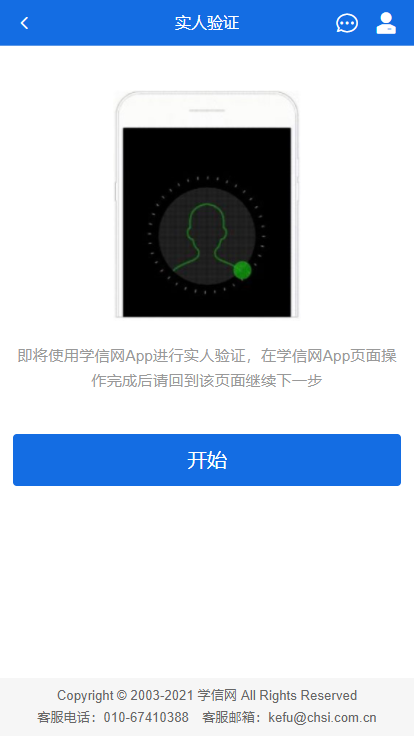 实人验证
即将使用学信网App进行实人验证，在学信网App页面操
作完成后请回到该页面继续下一步
开始
Copyright © 2003-2021 学信网 All Rights Reserved
客服电话：010-67410388 客服邮箱：kefu@chsi.com.cn